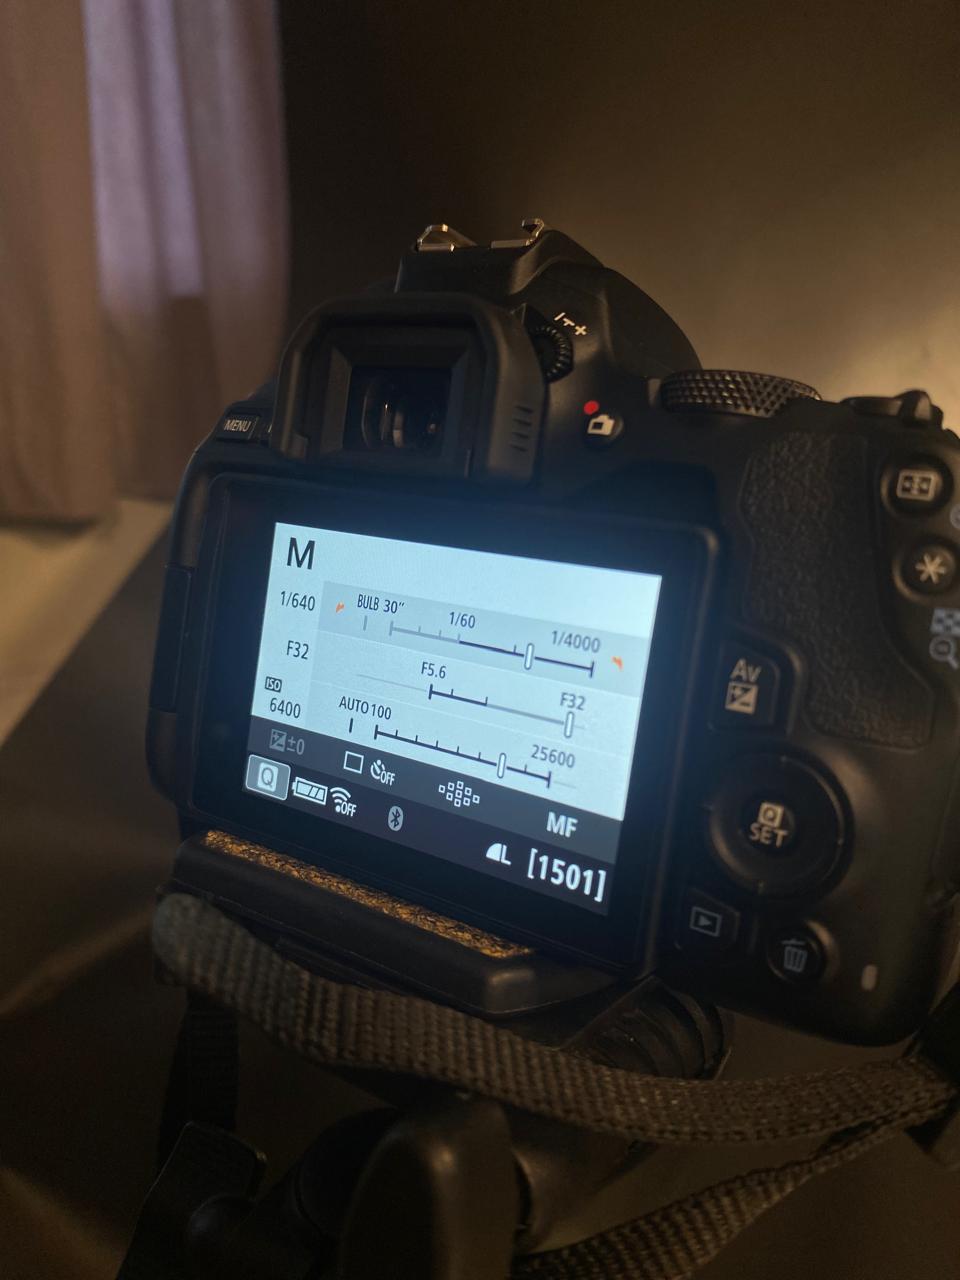 MENU
M
1/640
BULB 30" 1/60 1/4000
F32
F5.6 F32
ISO
6400
AUTO 100 25600
±0
OFF
Q
OFF
MF
L [1501]
Av
Q
SET